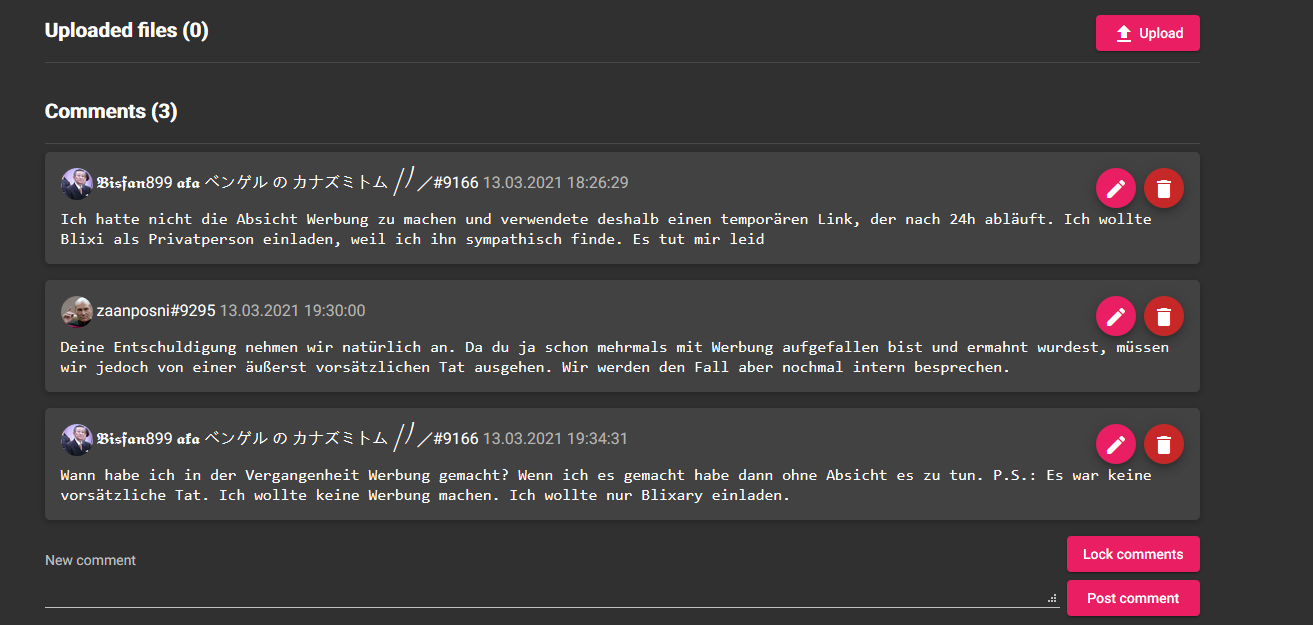 Uploaded files (0)
Upload
Comments (3)
𝕭𝖎𝖘𝖋𝖆𝖓899 𝖆𝖐𝖆 ベンゲル の カナズミトム ⟋⟋／#9166 13.03.2021 18:26:29
Ich hatte nicht die Absicht Werbung zu machen und verwendete deshalb einen temporären Link, der nach 24h abläuft. Ich wollte
Blixi als Privatperson einladen, weil ich ihn sympathisch finde. Es tut mir leid
zaanposni#9295 13.03.2021 19:30:00
Deine Entschuldigung nehmen wir natürlich an. Da du ja schon mehrmals mit Werbung aufgefallen bist und ermahnt wurdest, müssen
wir jedoch von einer äußerst vorsätzlichen Tat ausgehen. Wir werden den Fall aber nochmal intern besprechen.
𝕭𝖎𝖘𝖋𝖆𝖓899 𝖆𝖐𝖆 ベンゲル の カナズミトム ⟋⟋／#9166 13.03.2021 19:34:31
Wann habe ich in der Vergangenheit Werbung gemacht? Wenn ich es gemacht habe dann ohne Absicht es zu tun. P.S.: Es war keine
vorsätzliche Tat. Ich wollte keine Werbung machen. Ich wollte nur Blixary einladen.
New comment
Lock comments
Post comment